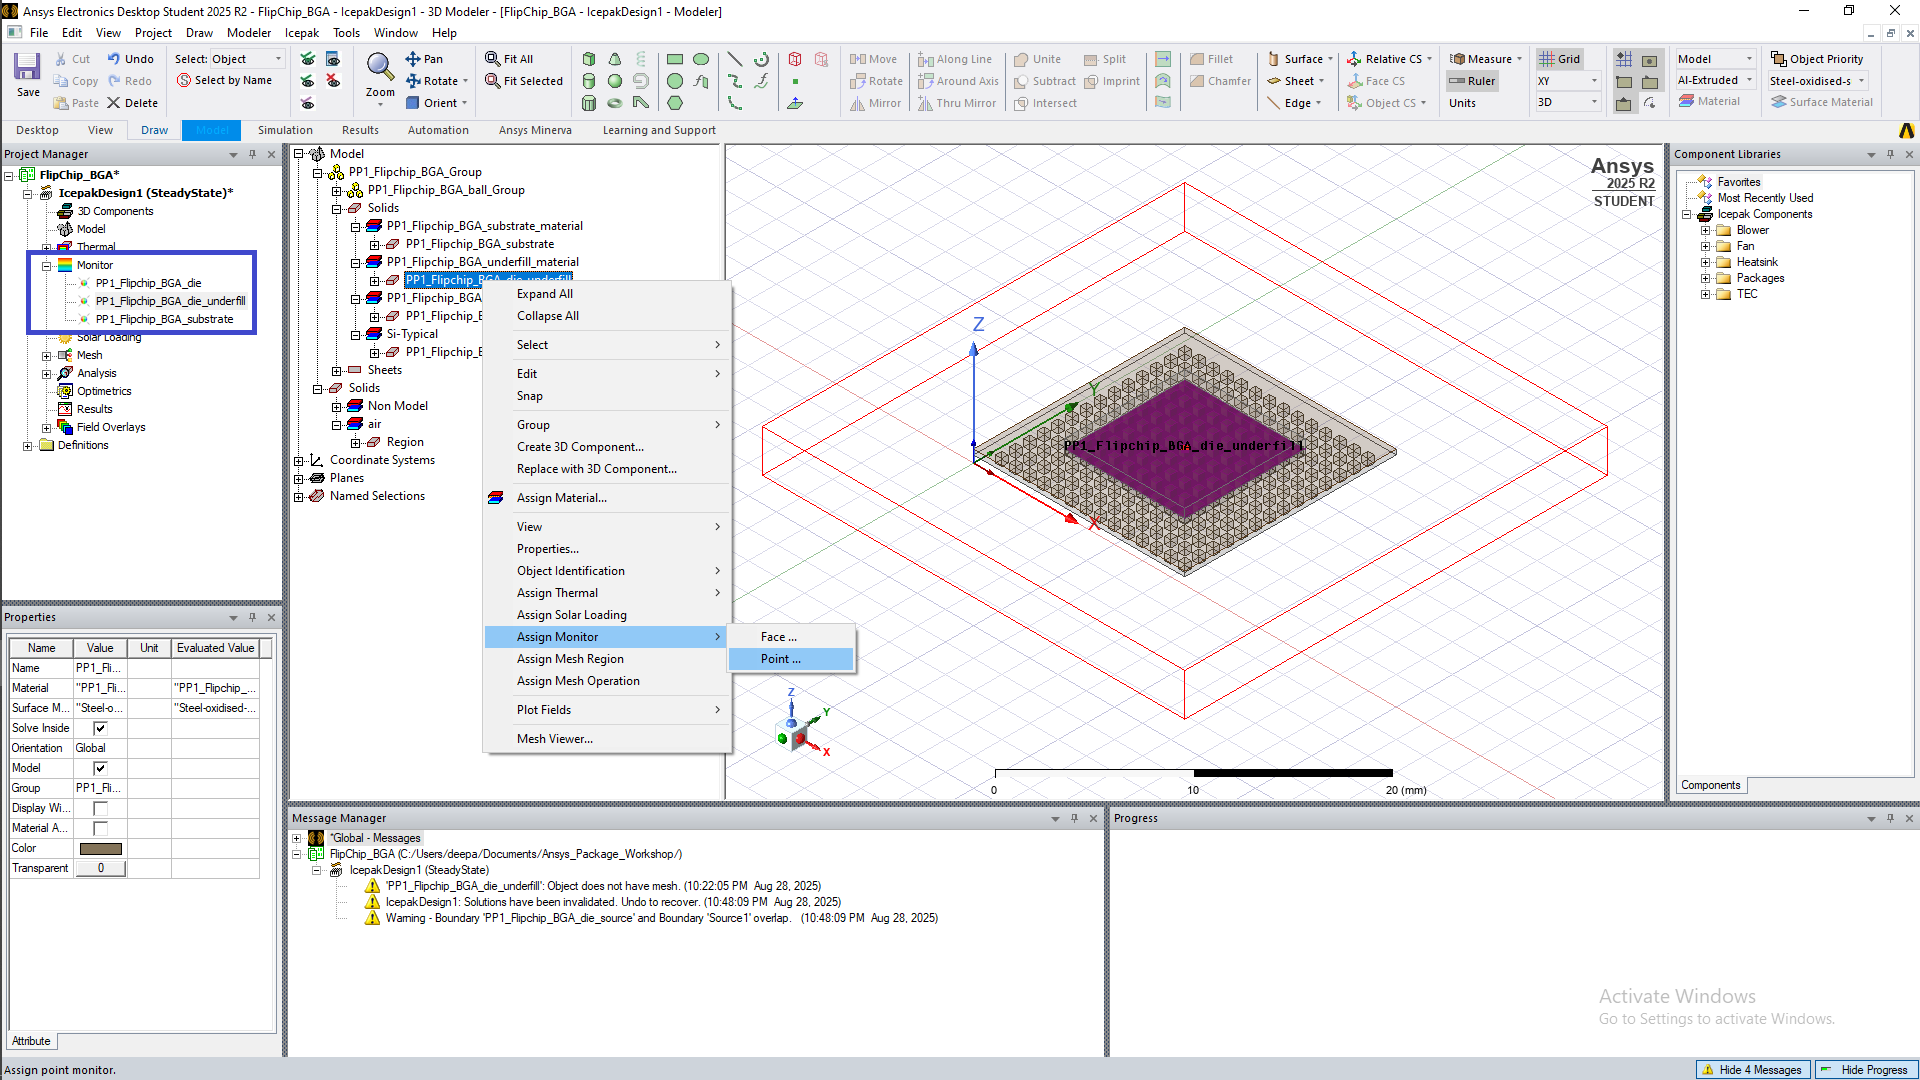 Ansys Electronics Desktop Student 2025 R2 - FlipChip_BGA - IcepakDesign1 - 3D Modeler - [FlipChip_BGA - IcepakDesign1 - Modeler]
File Edit View Project Draw Modeler Icepak Tools Window Help
Save
Cut
Copy
Paste
Undo
Redo
Delete
Select: Object
Select by Name
Zoom
Pan
Rotate
Orient
Fit All
Fit Selected
Move
Rotate
Mirror
Along Line
Around Axis
Thru Mirror
Unite
Subtract
Intersect
Split
Imprint
Fillet
Chamfer
Surface
Sheet
Edge
Relative CS
Face CS
Object CS
Measure
Ruler
Units
Grid
XY
3D
Model
AI-Extruded
Material
Object Priority
Steel-oxidised-s
Surface Material
Desktop View Draw Model Simulation Results Automation Ansys Minerva Learning and Support
Project Manager
FlipChip_BGA*
IcepakDesign1 (SteadyState)*
3D Components
Model
Thermal
Monitor
PP1_Flipchip_BGA_die
PP1_Flipchip_BGA_die_underfill
PP1_Flipchip_BGA_substrate
Solar Loading
Mesh
Analysis
Optimetrics
Results
Field Overlays
Definitions
Properties
Name Value Unit Evaluated Value
Name PP1_Fli...
Material "PP1_Fli... "PP1_Flipchip_...
Surface M... "Steel-o... "Steel-oxidised-...
Solve Inside
Orientation Global
Model
Group PP1_Fli...
Display Wi...
Material A...
Color
Transparent 0
Attribute
Model
PP1_Flipchip_BGA_Group
PP1_Flipchip_BGA_ball_Group
Solids
PP1_Flipchip_BGA_substrate_material
PP1_Flipchip_BGA_substrate
PP1_Flipchip_BGA_underfill_material
PP1_Flipchip_BGA_die_underfill
PP1_Flipchip_BGA
PP1_Flipchip_B
Si-Typical
PP1_Flipchip_B
Sheets
Solids
Non Model
air
Region
Coordinate Systems
Planes
Named Selections
Expand All
Collapse All
Select
Edit
Snap
Group
Create 3D Component...
Replace with 3D Component...
Assign Material...
View
Properties...
Object Identification
Assign Thermal
Assign Solar Loading
Assign Monitor
Assign Mesh Region
Assign Mesh Operation
Plot Fields
Mesh Viewer...
Face ...
Point ...
Ansys
2025 R2
STUDENT
Z
Y
X
PP1_Flipchip_BGA_die_underfill
Z
Y
X
0 10 20 (mm)
Component Libraries
Favorites
Most Recently Used
Icepak Components
Blower
Fan
Heatsink
Packages
TEC
Components
Message Manager
*Global - Messages
FlipChip_BGA (C:/Users/deepa/Documents/Ansys_Package_Workshop/)
IcepakDesign1 (SteadyState)
'PP1_Flipchip_BGA_die_underfill': Object does not have mesh. (10:22:05 PM Aug 28, 2025)
IcepakDesign1: Solutions have been invalidated. Undo to recover. (10:48:09 PM Aug 28, 2025)
Warning - Boundary 'PP1_Flipchip_BGA_die_source' and Boundary 'Source1' overlap. (10:48:09 PM Aug 28, 2025)
Progress
Activate Windows
Go to Settings to activate Windows.
Assign point monitor.
Hide 4 Messages
Hide Progress